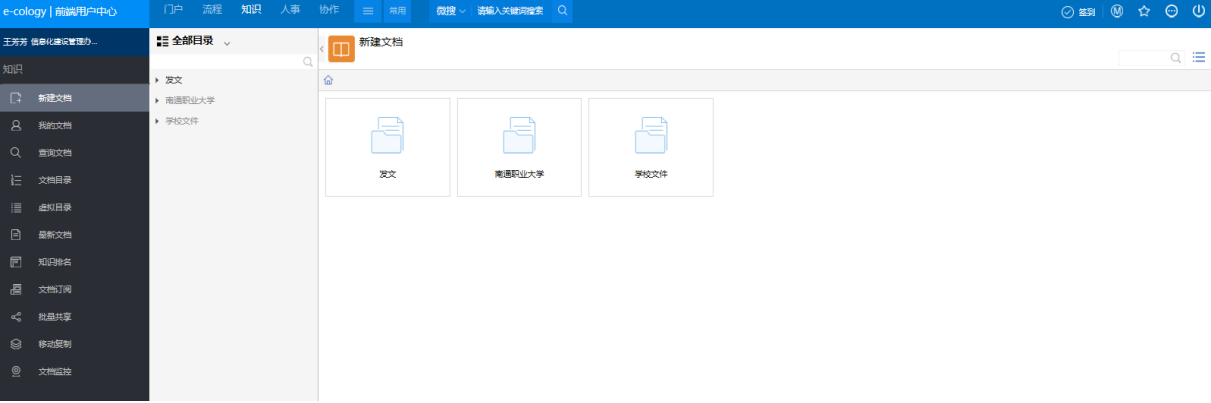 e-cology | 前端用户中心
门户 流程 知识 人事 协作 常用 微搜 请输入关键词搜索 签到 M
王芳芳 信息化建设管理办...
知识
新建文档
我的文档
查询文档
文档目录
虚拟目录
最新文档
知识排名
文档订阅
批量共享
移动复制
文档监控
全部目录
发文
南通职业大学
学校文件
新建文档
发文
南通职业大学
学校文件